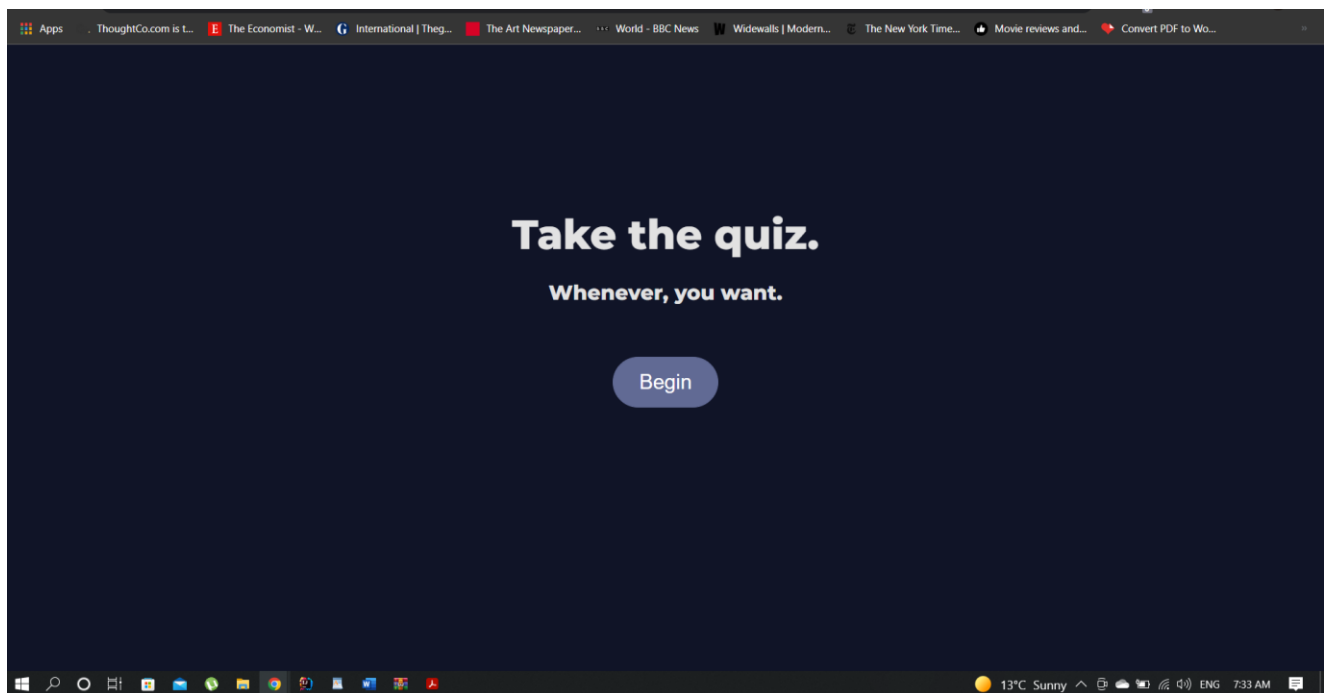 Apps ThoughtCo.com is t... The Economist - W... International | Theg... The Art Newspaper... World - BBC News Widewalls | Modern... The New York Time... Movie reviews and... Convert PDF to Wo...
Take the quiz.
Whenever, you want.
Begin
13°C Sunny ENG 7:33 AM